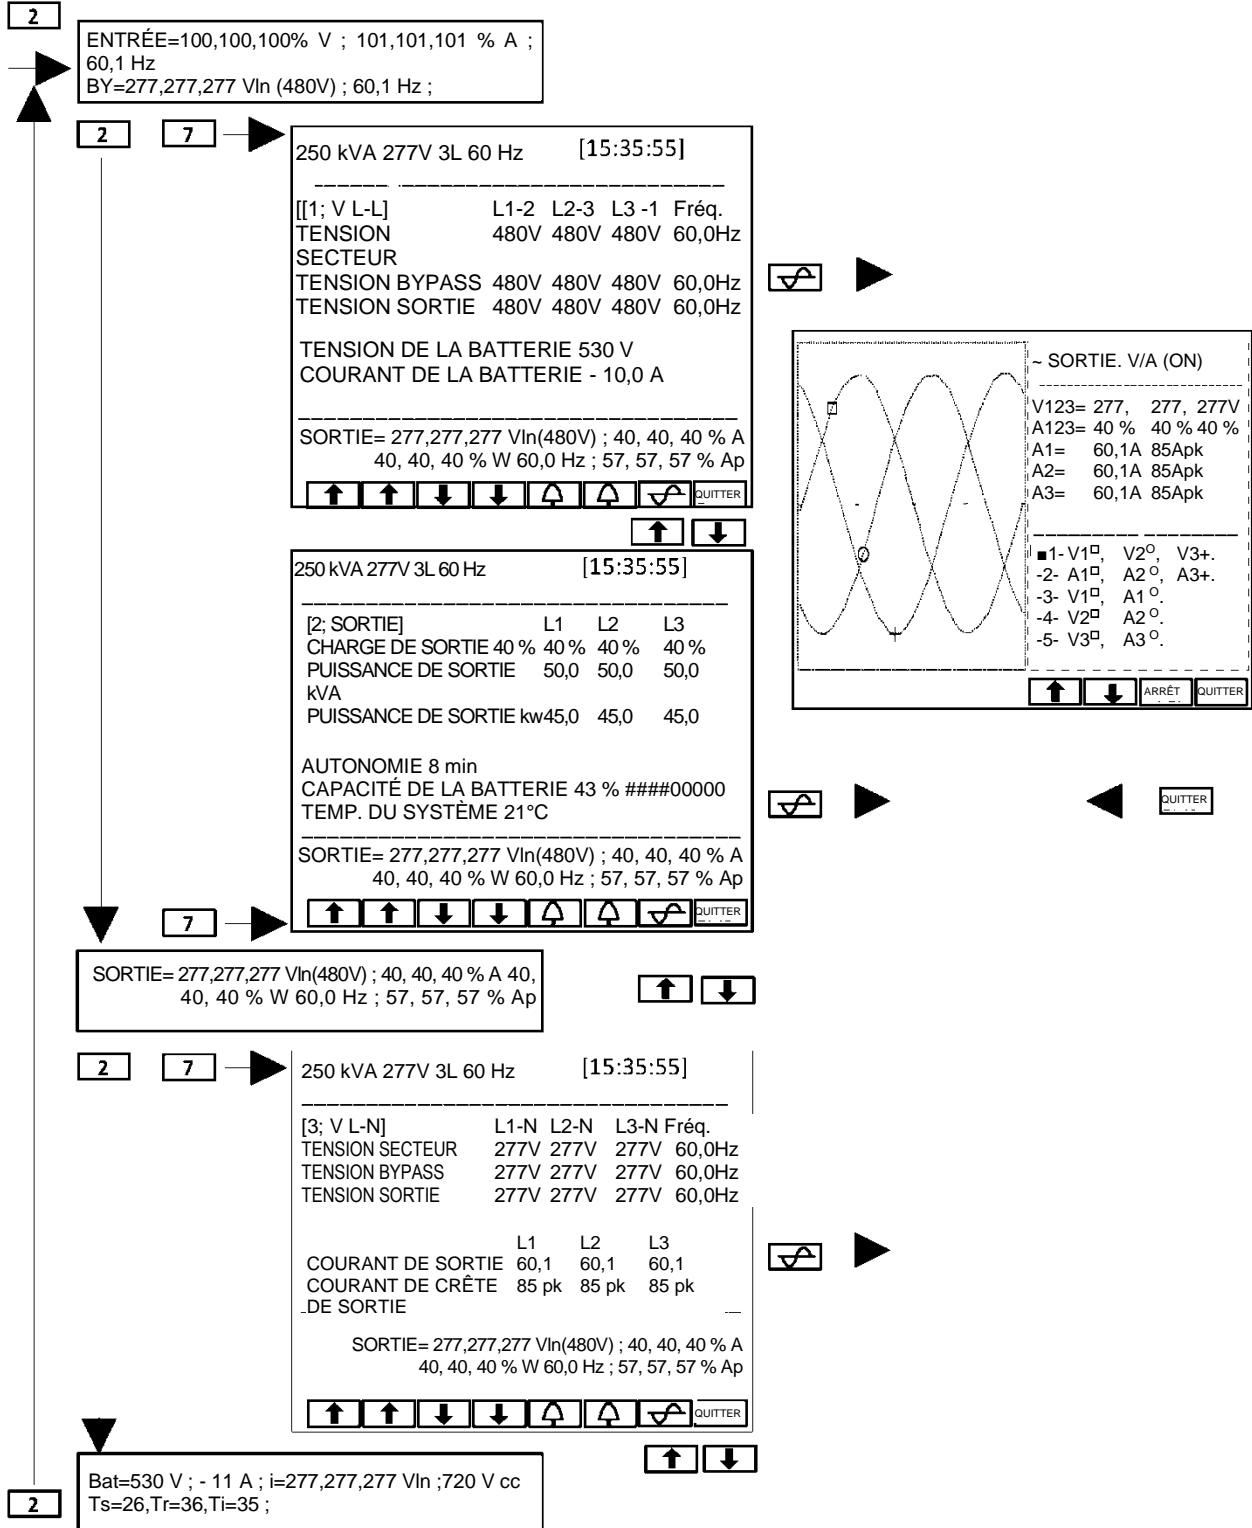 2
ENTRÉE=100,100,100% V ; 101,101,101 % A ;
60,1 Hz
BY=277,277,277 Vln (480V) ; 60,1 Hz ;
2 7
250 kVA 277V 3L 60 Hz [15:35:55]
[[1; V L-L] L1-2 L2-3 L3 -1 Fréq.
TENSION 480V 480V 480V 60,0Hz
SECTEUR
TENSION BYPASS 480V 480V 480V 60,0Hz
TENSION SORTIE 480V 480V 480V 60,0Hz
TENSION DE LA BATTERIE 530 V
COURANT DE LA BATTERIE - 10,0 A
SORTIE= 277,277,277 Vln(480V) ; 40, 40, 40 % A
40, 40, 40 % W 60,0 Hz ; 57, 57, 57 % Ap
QUITTER
~ SORTIE. V/A (ON)
V123= 277, 277, 277V
A123= 40 % 40 % 40 %
A1= 60,1A 85Apk
A2= 60,1A 85Apk
A3= 60,1A 85Apk
■1- V1□, V2O, V3+.
-2- A1□, A2O, A3+.
-3- V1□, A1O.
-4- V2□ A2O.
-5- V3□, A3O.
ARRÊT QUITTER
250 kVA 277V 3L 60 Hz [15:35:55]
[2; SORTIE] L1 L2 L3
CHARGE DE SORTIE 40 % 40 % 40 % 40 %
PUISSANCE DE SORTIE 50,0 50,0 50,0
kVA
PUISSANCE DE SORTIE kw45,0 45,0 45,0
AUTONOMIE 8 min
CAPACITÉ DE LA BATTERIE 43 % ####00000
TEMP. DU SYSTÈME 21°C
SORTIE= 277,277,277 Vln(480V) ; 40, 40, 40 % A
40, 40, 40 % W 60,0 Hz ; 57, 57, 57 % Ap
QUITTER
QUITTER
7
SORTIE= 277,277,277 Vln(480V) ; 40, 40, 40 % A 40,
40, 40 % W 60,0 Hz ; 57, 57, 57 % Ap
2 7
250 kVA 277V 3L 60 Hz [15:35:55]
[3; V L-N] L1-N L2-N L3-N Fréq.
TENSION SECTEUR 277V 277V 277V 60,0Hz
TENSION BYPASS 277V 277V 277V 60,0Hz
TENSION SORTIE 277V 277V 277V 60,0Hz
L1 L2 L3
COURANT DE SORTIE 60,1 60,1 60,1
COURANT DE CRÊTE 85 pk 85 pk 85 pk
DE SORTIE
SORTIE= 277,277,277 Vln(480V) ; 40, 40, 40 % A
40, 40, 40 % W 60,0 Hz ; 57, 57, 57 % Ap
QUITTER
Bat=530 V ; - 11 A ; i=277,277,277 Vln ;720 V cc
Ts=26,Tr=36,Ti=35 ;
2